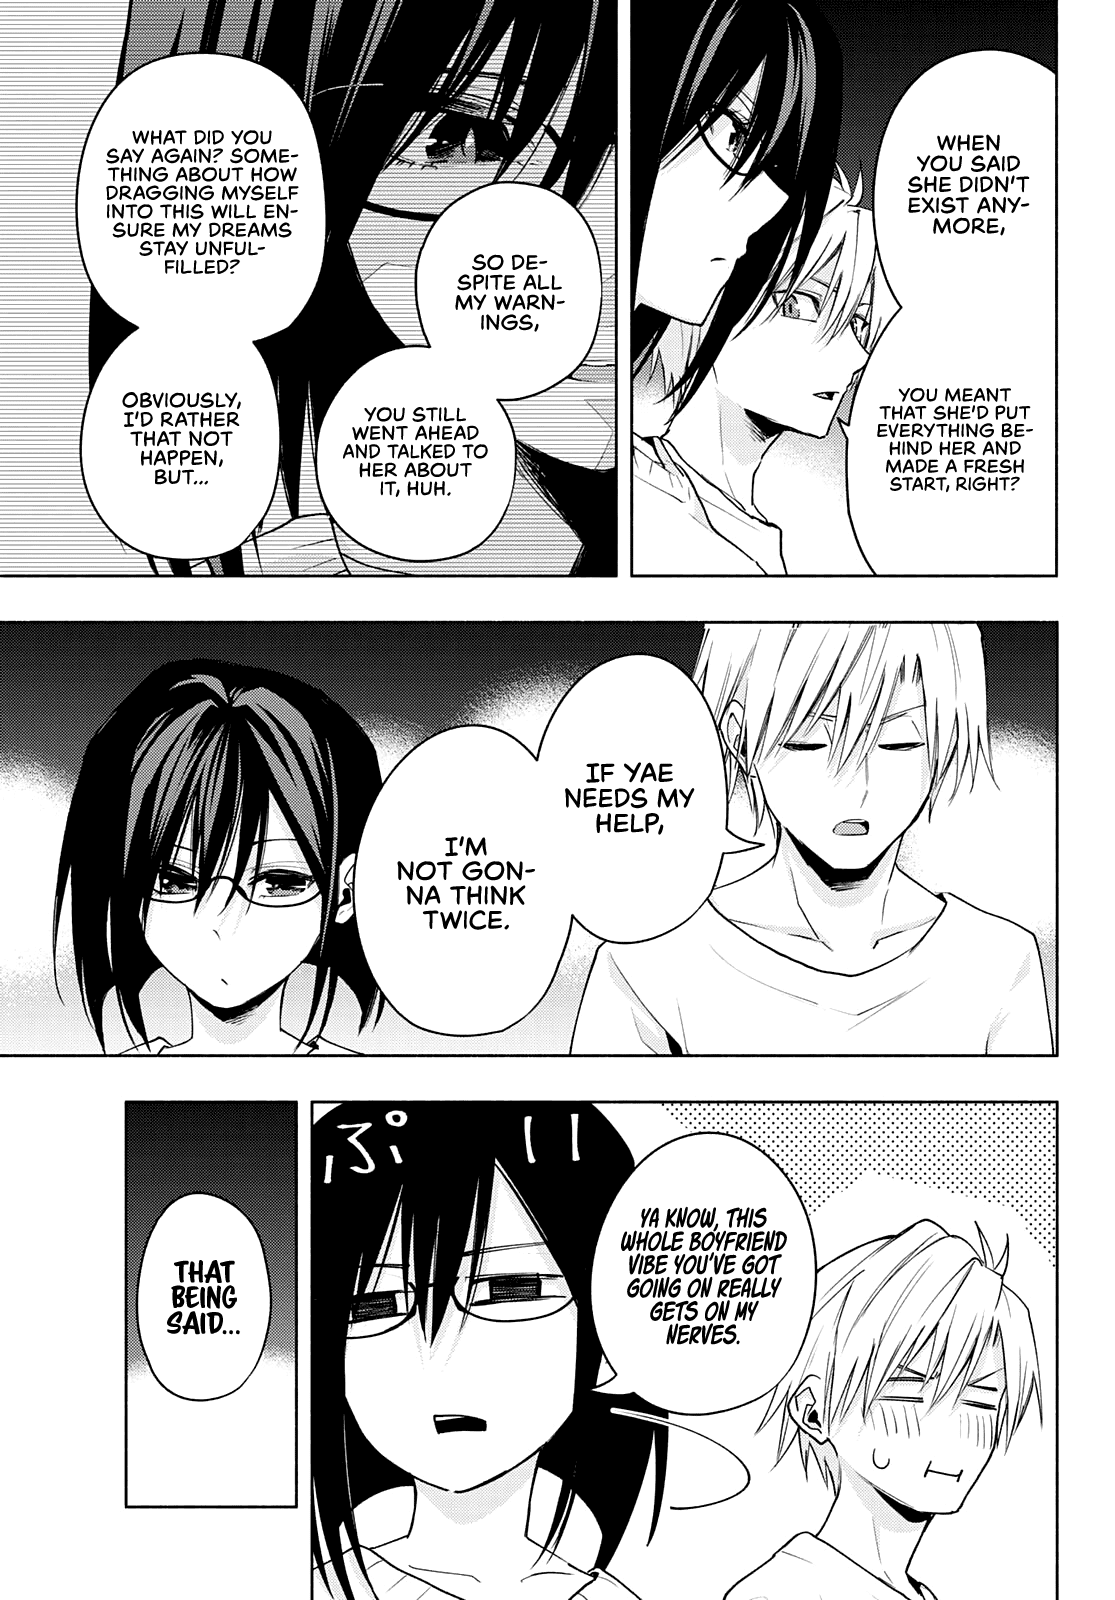 WHEN
YOU SAID
SHE DIDN'T
EXIST ANY-
MORE,
YOU MEANT
THAT SHE'D PUT
EVERYTHING BE-
HIND HER AND
MADE A FRESH
START, RIGHT?
SO DE-
SPITE ALL
MY WARN-
INGS,
YOU STILL
WENT AHEAD
AND TALKED TO
HER ABOUT
IT, HUH.
WHAT DID YOU
SAY AGAIN? SOME-
THING ABOUT HOW
DRAGGING MYSELF
INTO THIS WILL EN-
SURE MY DREAMS
STAY UNFUL-
FILLED?
OBVIOUSLY,
I'D RATHER
THAT NOT
HAPPEN,
BUT...
IF YAE
NEEDS MY
HELP,
I'M
NOT GON-
NA THINK
TWICE.
YA KNOW, THIS
WHOLE BOYFRIEND
VIBE YOU'VE GOT
GOING ON REALLY
GETS ON MY
NERVES.
ぷい
THAT
BEING
SAID...